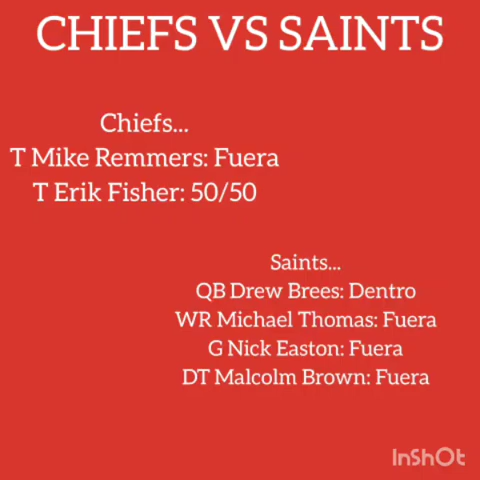 CHIEFS VS SAINTS
Chiefs...
T Mike Remmers: Fuera
T Erik Fisher: 50/50
Saints...
QB Drew Brees: Dentro
WR Michael Thomas: Fuera
G Nick Easton: Fuera
DT Malcolm Brown: Fuera
InShOt